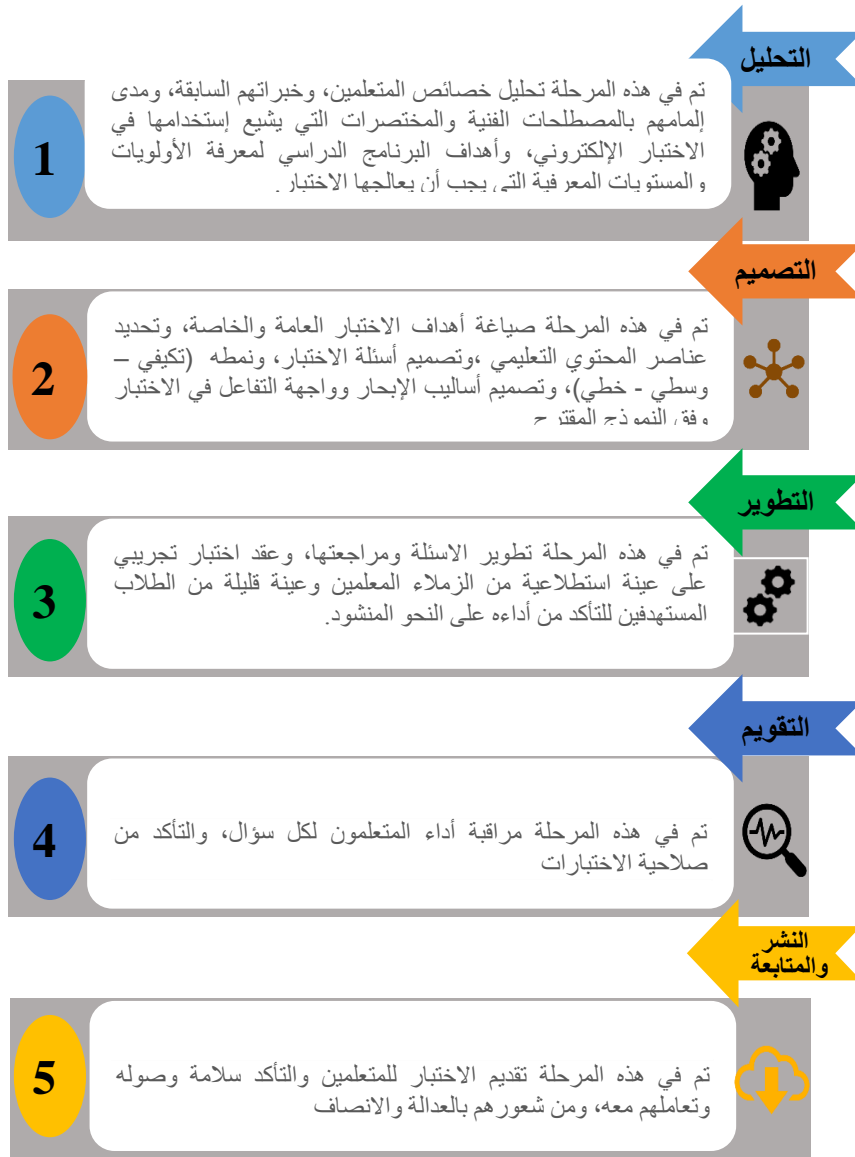 التحليل
تم في هذه المرحلة تحليل خصائص المتعلمين، وخبراتهم السابقة، ومدى
إلمامهم بالمصطلحات الفنية والمختصرات التي يشيع إستخدامها في
الاختبار الإلكتروني، وأهداف البرنامج الدراسي لمعرفة الأولويات
والمستويات المعرفية التي يجب أن يعالجها الاختبار.
1
التصميم
تم في هذه المرحلة صياغة أهداف الاختبار العامة والخاصة، وتحديد
عناصر المحتوي التعليمي ،وتصميم أسئلة الاختبار، ونمطه (تكيفي –
وسطي - خطي)، وتصميم أساليب الإبحار وواجهة التفاعل في الاختبار
وفق النموذج المقترح
2
التطوير
تم في هذه المرحلة تطوير الاسئلة ومراجعتها، وعقد اختبار تجريبي
على عينة استطلاعية من الزملاء المعلمين وعينة قليلة من الطلاب
المستهدفين للتأكد من أداءه على النحو المنشود.
3
التقويم
تم في هذه المرحلة مراقبة أداء المتعلمون لكل سؤال، والتأكد من
صلاحية الاختبارات
4
النشر
والمتابعة
تم في هذه المرحلة تقديم الاختبار للمتعلمين والتأكد سلامة وصوله
وتعاملهم معه، ومن شعورهم بالعدالة والانصاف
5